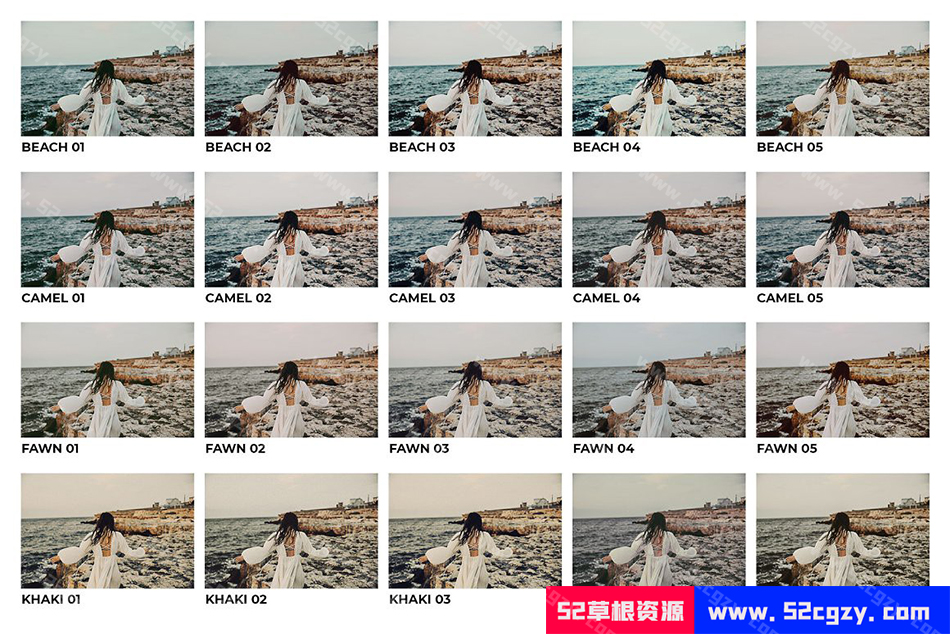 BEACH 01 BEACH 02 BEACH 03 BEACH 04 BEACH 05
CAMEL 01 CAMEL 02 CAMEL 03 CAMEL 04 CAMEL 05
FAWN 01 FAWN 02 FAWN 03 FAWN 04 FAWN 05
KHAKI 01 KHAKI 02 KHAKI 03
52草根资源 www.52cgzy.com